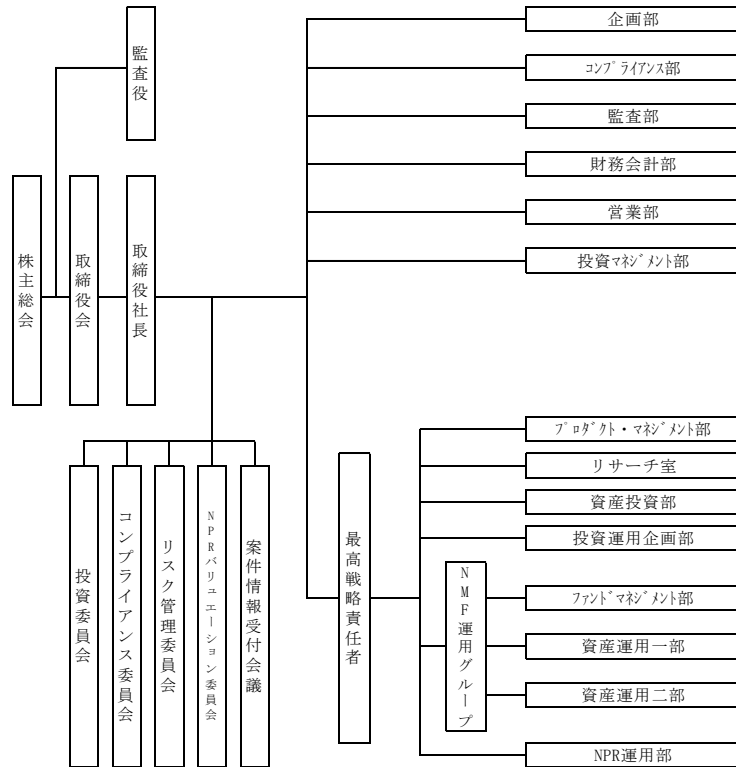 企画部
コンプライアンス部
監査部
財務会計部
営業部
投資マネジメント部
監査役
株主総会
取締役会
取締役社長
プロダクト・マネジメント部
リサーチ室
資産投資部
投資運用企画部
ファンドマネジメント部
資産運用一部
資産運用二部
NPR運用部
最高戦略責任者
NMF運用グループ
投資委員会
コンプライアンス委員会
リスク管理委員会
NPRバリュエーション委員会
案件情報受付会議